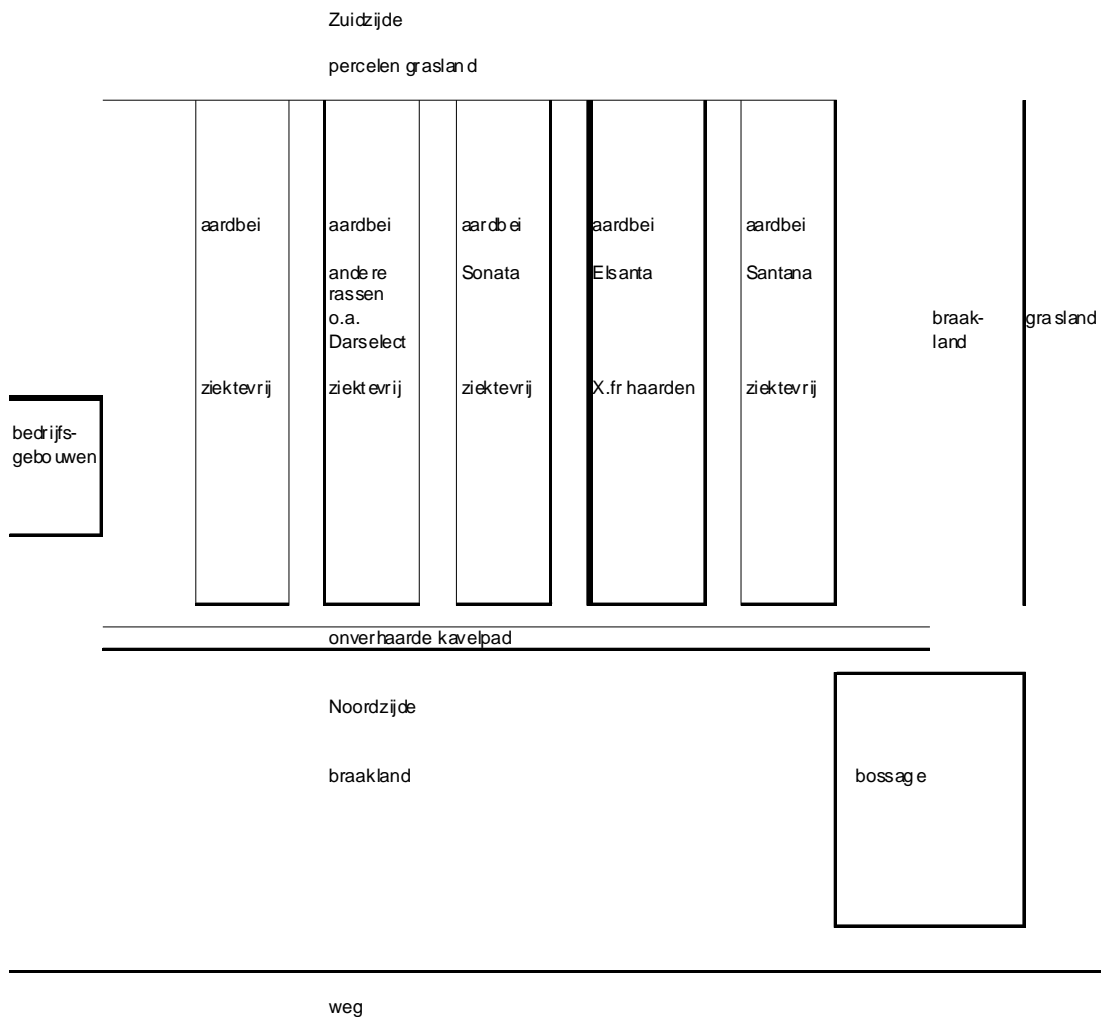 Zuidzijde
percelen grasland
aardbei aardbei aardbei aardbei aardbei
andere Sonata Elsanta Santana
rassen
o.a. braak- grasland
Darselect land
ziektevrij ziektevrij ziektevrij X.fr haarden ziektevrij
bedrijfs-
gebouwen
onverhaarde kavelpad
Noordzijde
braakland bossage
weg